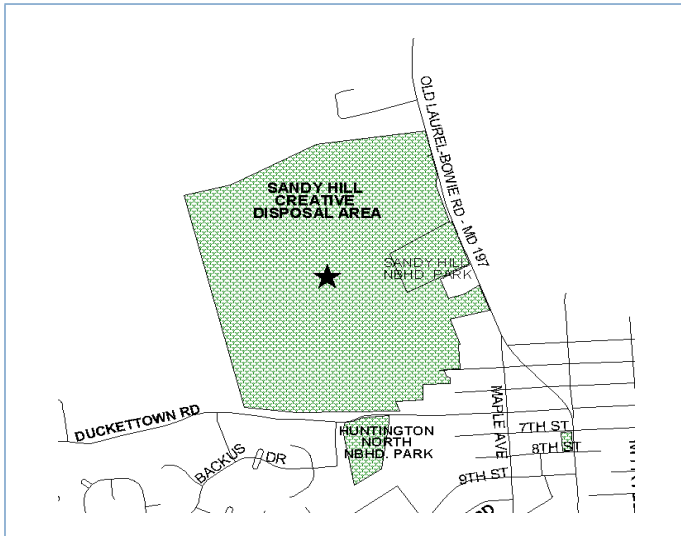 OLD LAUREL-BOWIE RD - MD 197
SANDY HILL
CREATIVE
DISPOSAL AREA
SANDY HILL
NBHD. PARK
DUCKETTOWN RD
MAPLE AVE
HUNTINGTON
NORTH
NBHD. PARK
7TH ST
8TH ST
9TH ST
BACKUS DR